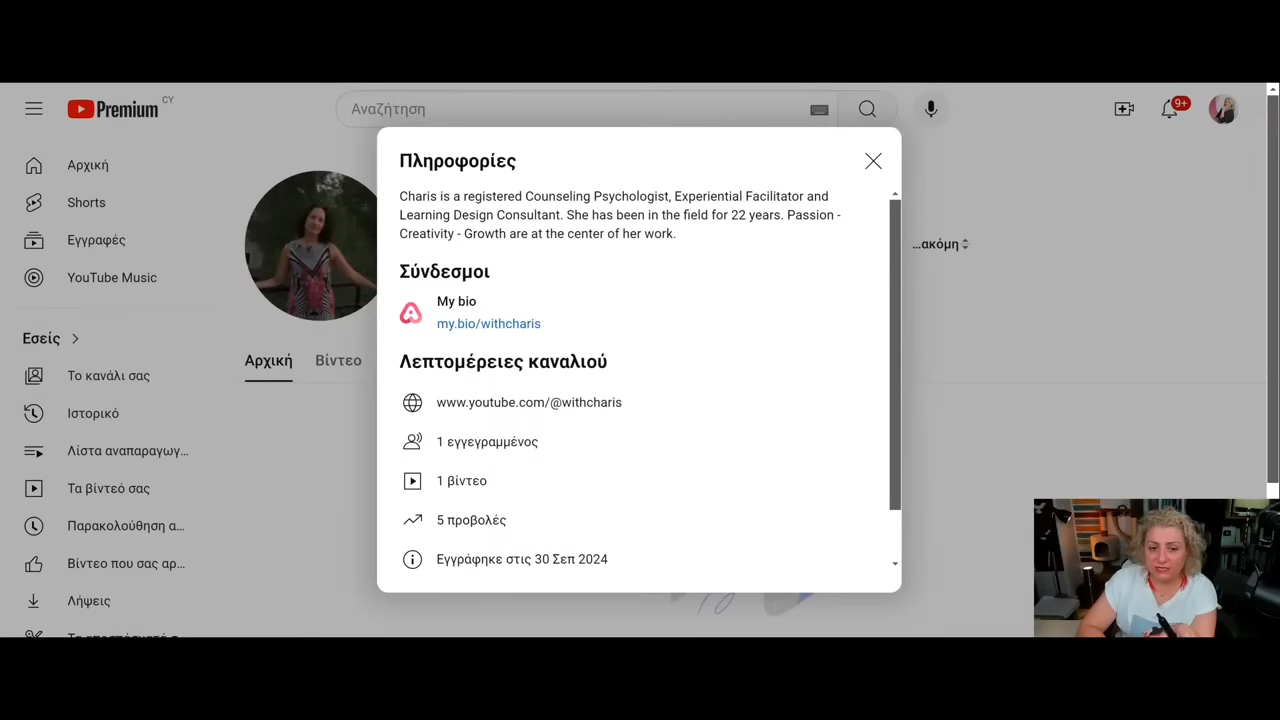 Premium CY
Αναζήτηση
9+
Αρχική
Shorts
Εγγραφές
YouTube Music
Εσείς
Το κανάλι σας
Ιστορικό
Λίστα αναπαραγωγ...
Τα βίντεό σας
Παρακολούθηση α...
Βίντεο που σας αρ...
Λήψεις
Αρχική
Βίντεο
...ακόμη
Πληροφορίες
Charis is a registered Counseling Psychologist, Experiential Facilitator and
Learning Design Consultant. She has been in the field for 22 years. Passion -
Creativity - Growth are at the center of her work.
Σύνδεσμοι
My bio
my.bio/withcharis
Λεπτομέρειες καναλιού
www.youtube.com/@withcharis
1 εγγεγραμμένος
1 βίντεο
5 προβολές
Εγγράφηκε στις 30 Σεπ 2024